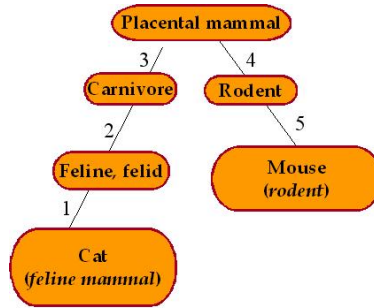 Placental mammal
3
4
Carnivore
Rodent
2
5
Feline, felid
Mouse
(rodent)
1
Cat
(feline mammal)